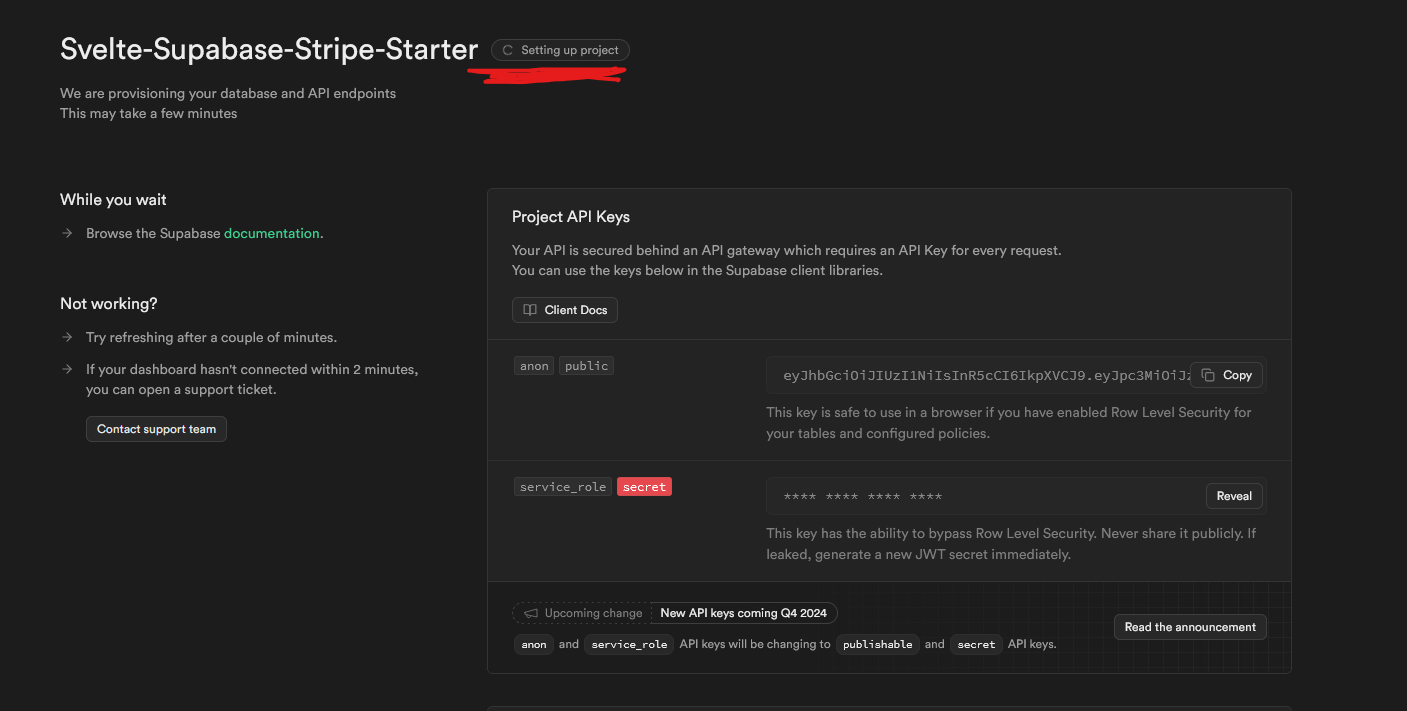 Svelte-Supabase-Stripe-Starter Setting up project
We are provisioning your database and API endpoints
This may take a few minutes
While you wait
Browse the Supabase documentation.
Not working?
Try refreshing after a couple of minutes.
If your dashboard hasn't connected within 2 minutes,
you can open a support ticket.
Contact support team
Project API Keys
Your API is secured behind an API gateway which requires an API Key for every request.
You can use the keys below in the Supabase client libraries.
Client Docs
anon public
eyJhbGciOiJIUzI1NiIsInR5cCI6IkpXVCJ9.eyJpc3MiOiJz Copy
This key is safe to use in a browser if you have enabled Row Level Security for
your tables and configured policies.
service_role secret
**** **** **** **** Reveal
This key has the ability to bypass Row Level Security. Never share it publicly. If
leaked, generate a new JWT secret immediately.
Upcoming change New API keys coming Q4 2024
anon and service_role API keys will be changing to publishable and secret API keys.
Read the announcement